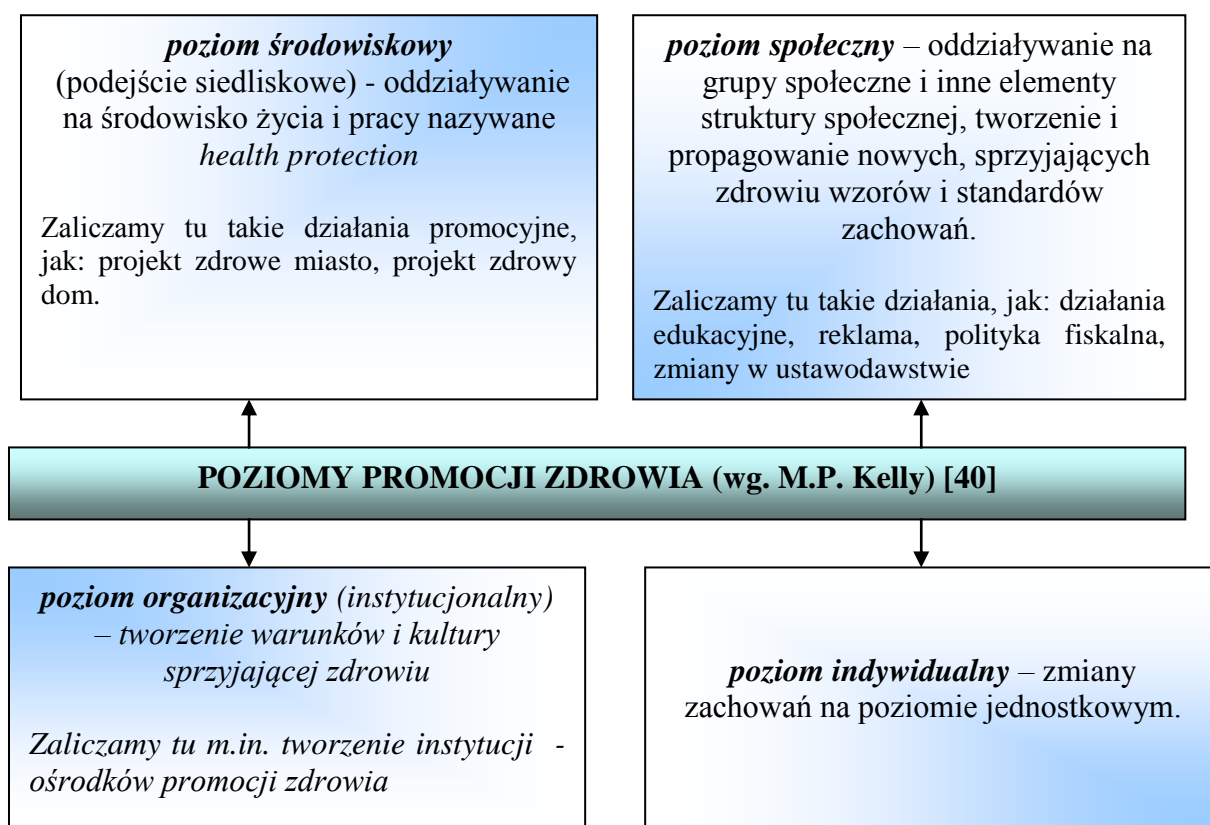 poziom środowiskowy
(podejście siedliskowe) - oddziaływanie
na środowisko życia i pracy nazywane
health protection
Zaliczamy tu takie działania promocyjne,
jak: projekt zdrowe miasto, projekt zdrowy
dom.
poziom społeczny – oddziaływanie na
grupy społeczne i inne elementy
struktury społecznej, tworzenie i
propagowanie nowych, sprzyjających
zdrowiu wzorów i standardów
zachowań.
Zaliczamy tu takie działania, jak: działania
edukacyjne, reklama, polityka fiskalna,
zmiany w ustawodawstwie
POZIOMY PROMOCJI ZDROWIA (wg. M.P. Kelly) [40]
poziom organizacyjny (instytucjonalny)
– tworzenie warunków i kultury
sprzyjającej zdrowiu
Zaliczamy tu m.in. tworzenie instytucji -
ośrodków promocji zdrowia
poziom indywidualny – zmiany
zachowań na poziomie jednostkowym.